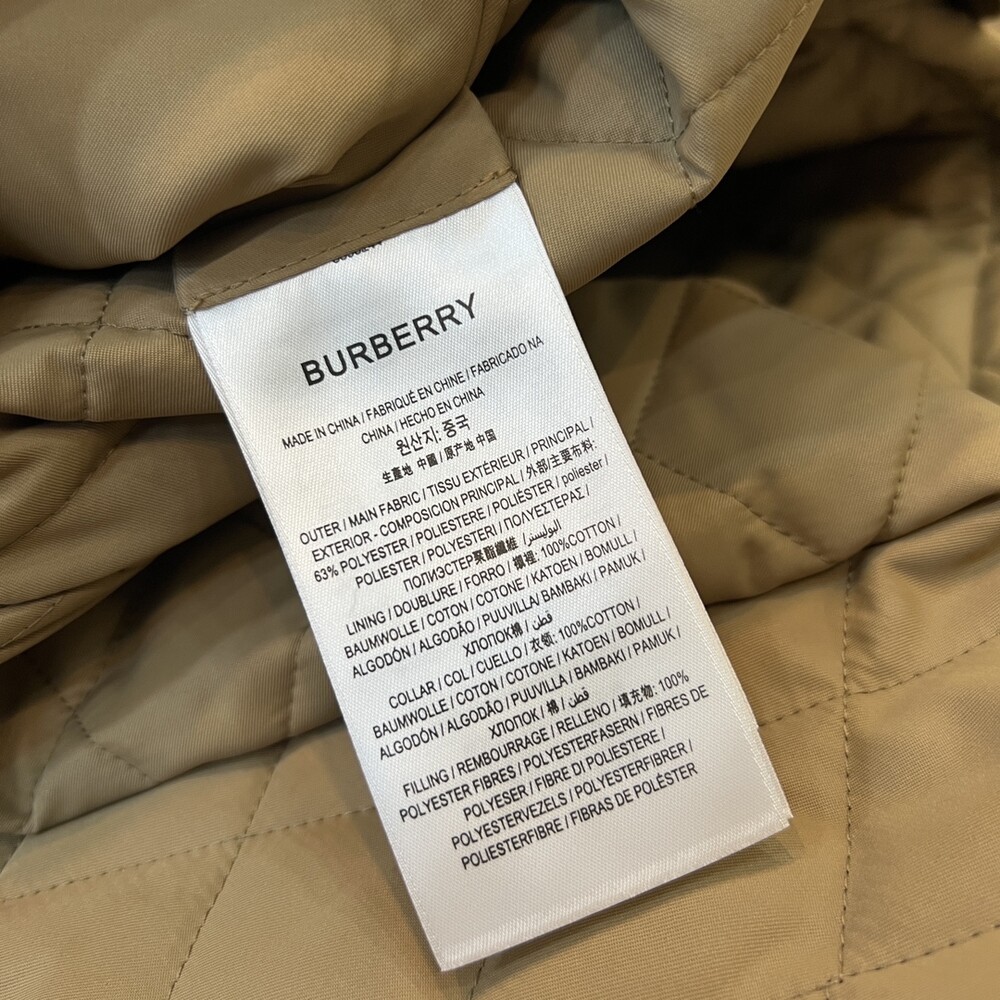 BURBERRY
MADE IN CHINA / FABRIQUÉ EN CHINE / FABRICADO NA
CHINA / HECHO EN CHINA
원산지: 중국
生產地 中國 / 原产地 中国
OUTER / MAIN FABRIC / TISSU EXTÉRIEUR / PRINCIPAL /
EXTERIOR - COMPOSICION PRINCIPAL / 外部/主要布料:
63% POLYESTER / POLIESTERE / POLIÉSTER / poliester /
POLIESTER / POLYESTERI / ΠΟΛΥΕΣΤΕΡΑΣ /
ПОЛИЭСТЕР聚酯纖維 / البوليستر/
LINING / DOUBLURE / FORRO / 襯裡: 100%COTTON /
BAUMWOLLE / COTON / COTONE / KATOEN / BOMULL /
ALGODÓN / ALGODÃO / PUUVILLA/ BAMBAKI / PAMUK /
ХЛОПОК棉 / قطن /
COLLAR / COL / CUELLO / 衣領: 100%COTTON /
BAUMWOLLE / COTON / COTONE / KATOEN / BOMULL /
ALGODÓN / ALGODÃO / PUUVILLA / BAMBAKI / PAMUK /
ХЛОПОК / 棉 / قطن /
FILLING / REMBOURRAGE / RELLENO / 填充物: 100%
POLYESTER FIBRES / POLYESTERFASERN / FIBRES DE
POLYESER / FIBRE DI POLIESTERE /
POLYESTERVEZELS / POLYESTERFIBRER /
POLIESTERFIBRE / FIBRAS DE POLÉSTER